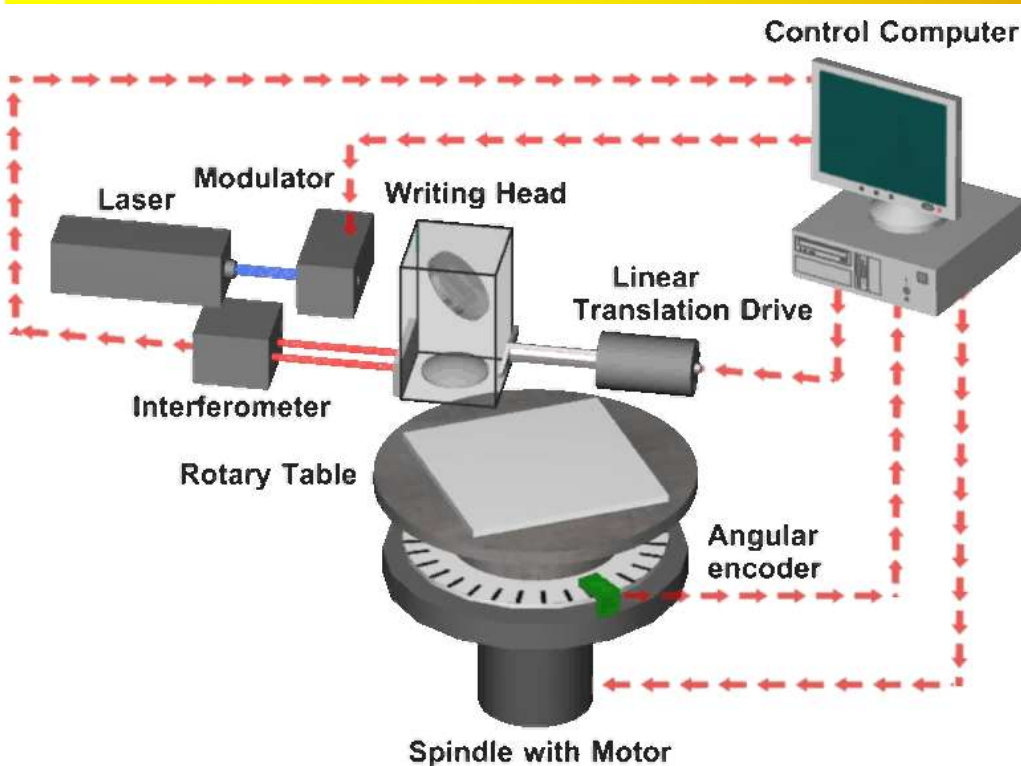 Control Computer
Modulator
Laser
Writing Head
Linear
Translation Drive
Interferometer
Rotary Table
Angular
encoder
Spindle with Motor